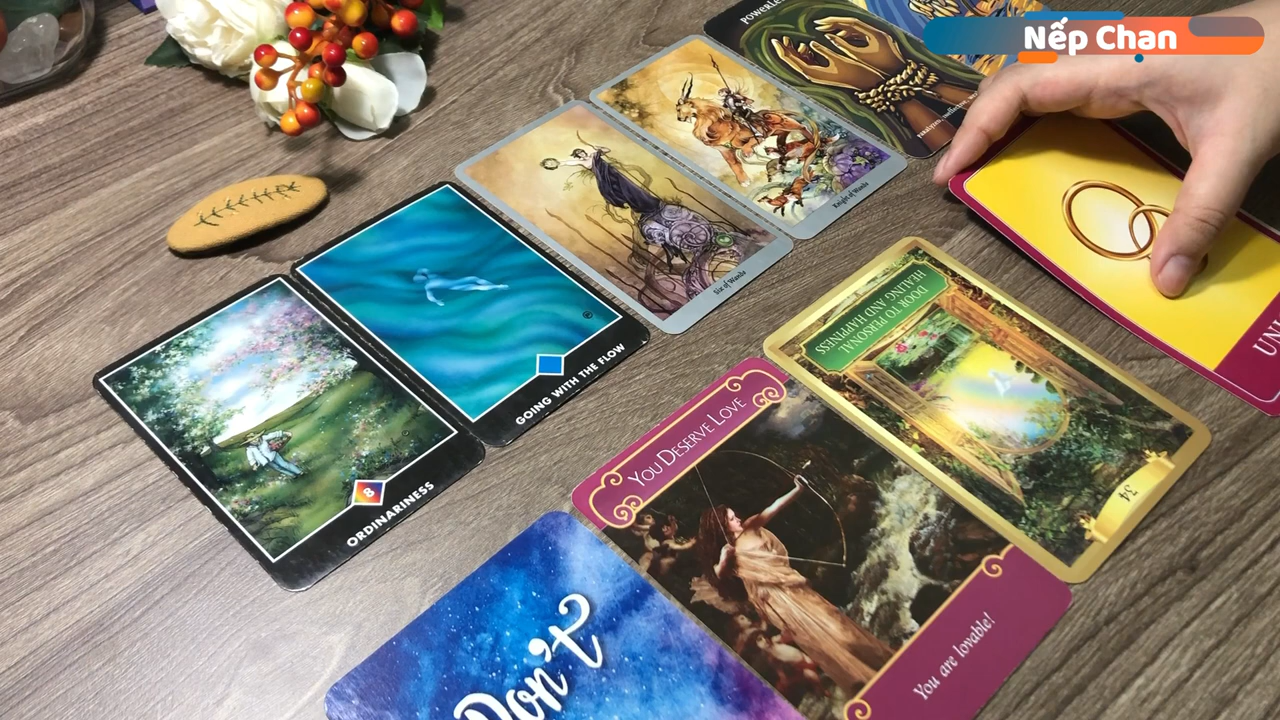 Nếp Chạn
POWERLE
Knight of Wands
Six of Wands
GOING WITH THE FLOW
8
ORDINARINESS
DOOR TO PERSONAL
HEALING AND HAPPINESS
34
YOU DESERVE LOVE
You are lovable!
Don't
UN